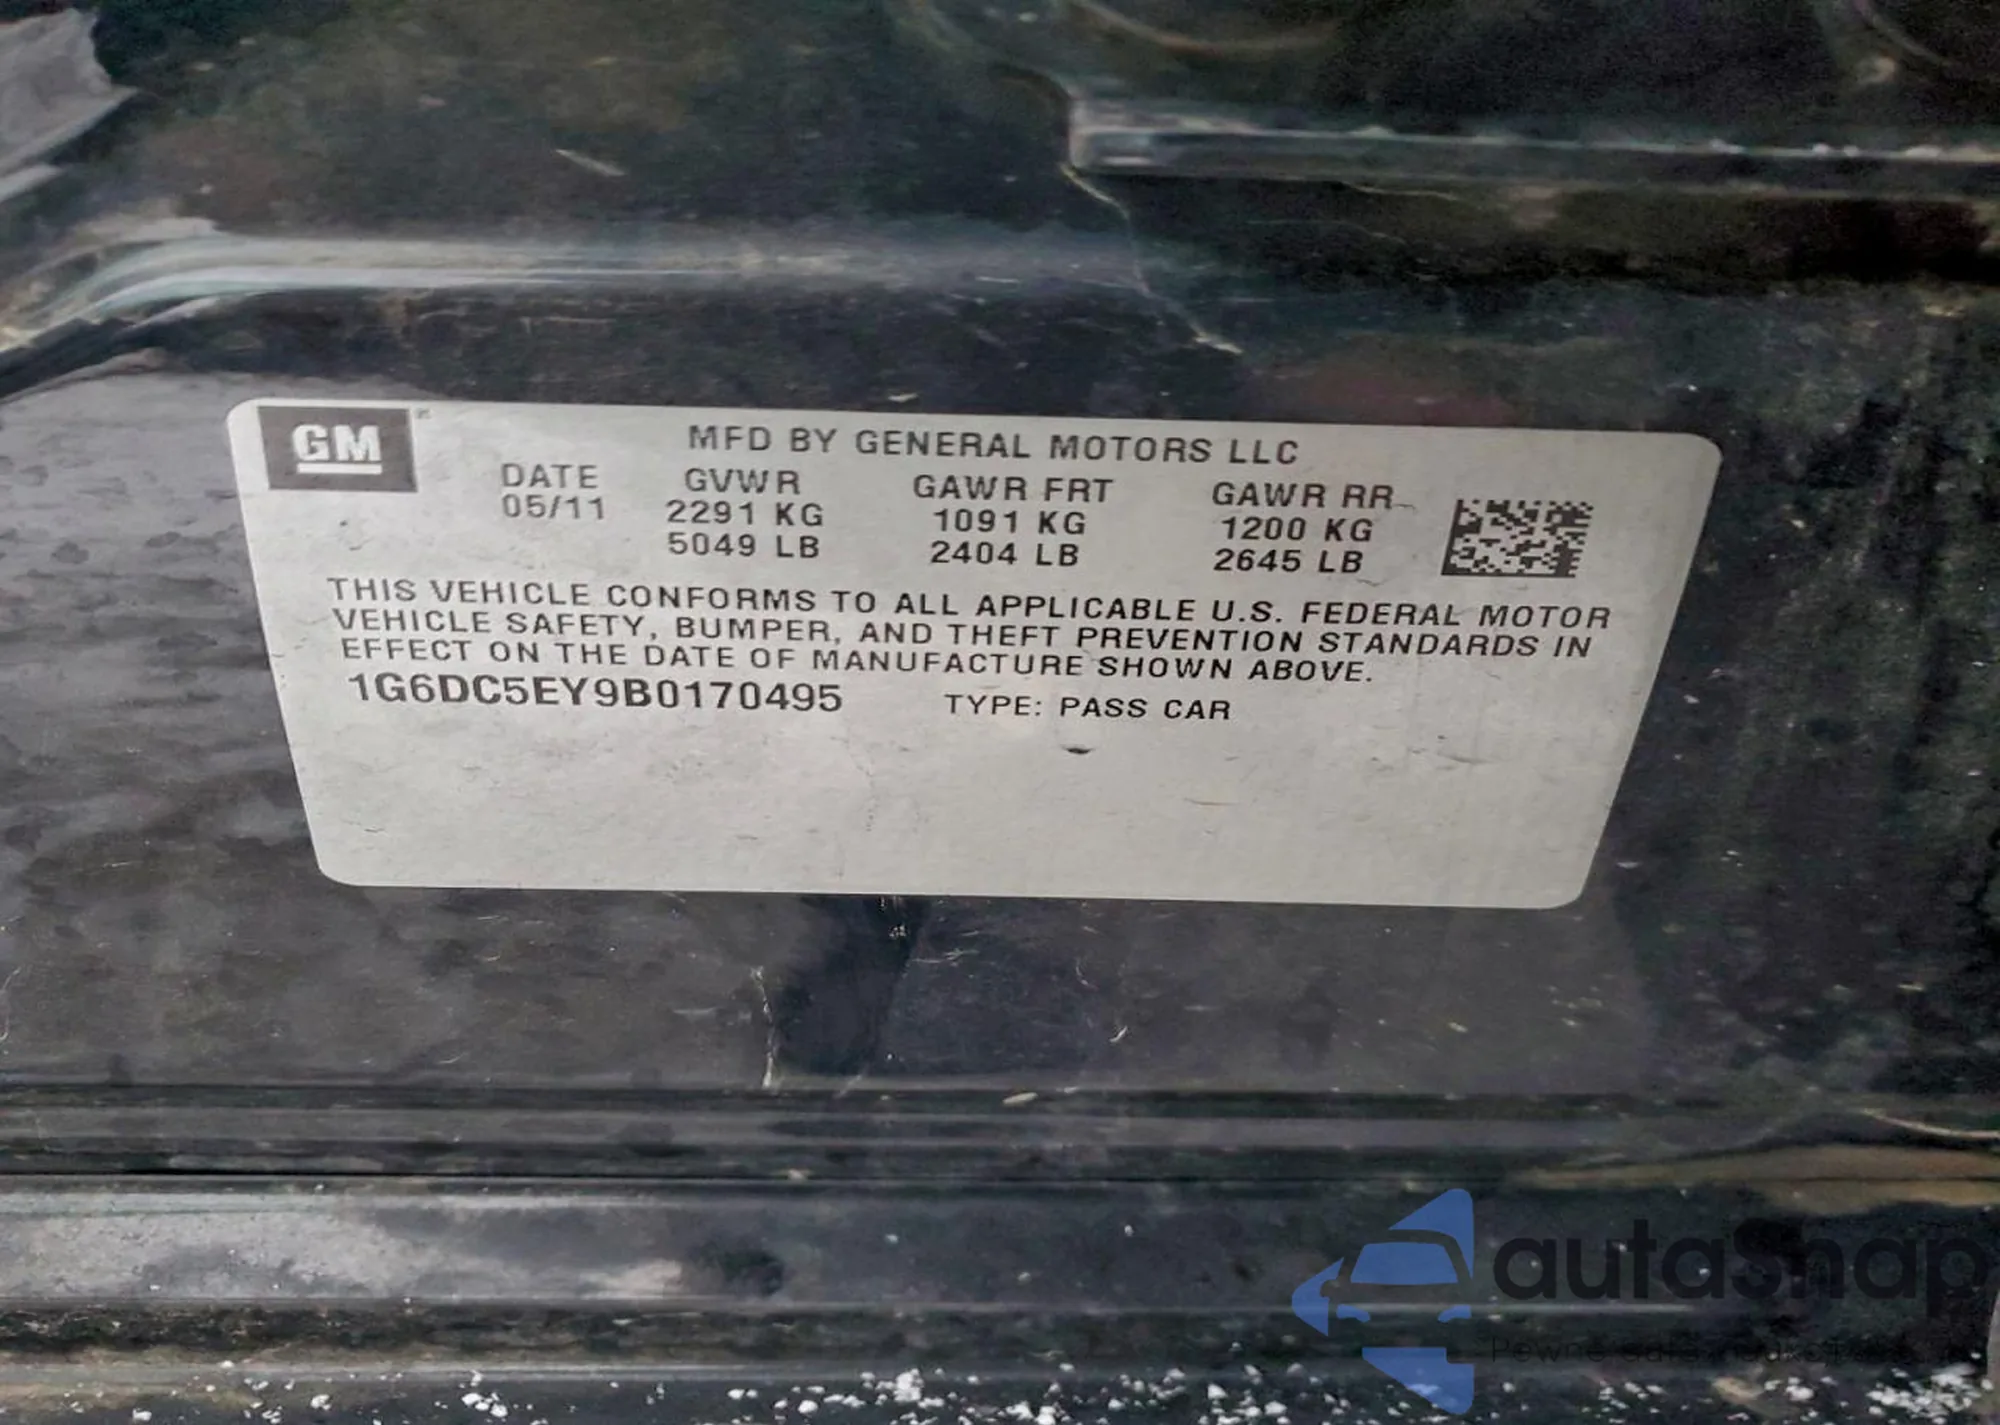 GM
MFD BY GENERAL MOTORS LLC
DATE GVWR GAWR FRT GAWR RR
05/11 2291 KG 1091 KG 1200 KG
5049 LB 2404 LB 2645 LB
THIS VEHICLE CONFORMS TO ALL APPLICABLE U.S. FEDERAL MOTOR
VEHICLE SAFETY, BUMPER, AND THEFT PREVENTION STANDARDS IN
EFFECT ON THE DATE OF MANUFACTURE SHOWN ABOVE.
1G6DC5EY9B0170495 TYPE: PASS CAR
autaSnap